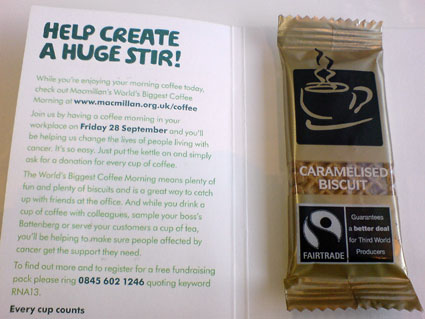 HELP CREATE
A HUGE STIR!
While you're enjoying your morning coffee today,
check out Macmillan's World's Biggest Coffee
Morning at www.macmillan.org.uk/coffee
Join us by having a coffee morning in your
workplace on Friday 28 September and you'll
be helping us change the lives of people living with
cancer. It's so easy. Just put the kettle on and simply
ask for a donation for every cup of coffee.
The World's Biggest Coffee Morning means plenty of
fun and plenty of biscuits and is a great way to catch
up with friends at the office. And while you drink a
cup of coffee with colleagues, sample your boss's
Battenberg or serve your customers a cup of tea,
you'll be helping to make sure people affected by
cancer get the support they need.
To find out more and to register for a free fundraising
pack please ring 0845 602 1246 quoting keyword
RNA13.
Every cup counts
CARAMELISED
BISCUIT
FAIRTRADE
Guarantees
a better deal
for Third World
Producers